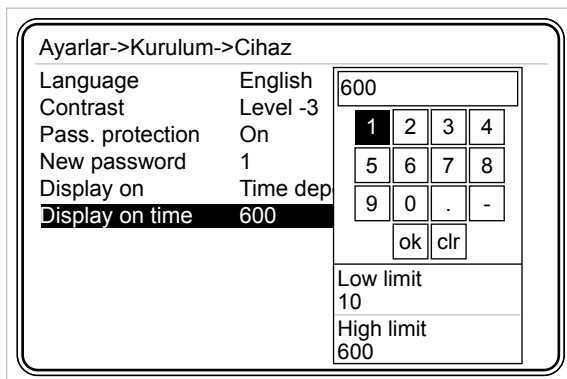 Ayarlar->Kurulum->Cihaz
Language English
Contrast Level -3
Pass. protection On
New password 1
Display on Time dep
Display on time 600
600
1 2 3 4
5 6 7 8
9 0 . -
ok clr
Low limit
10
High limit
600